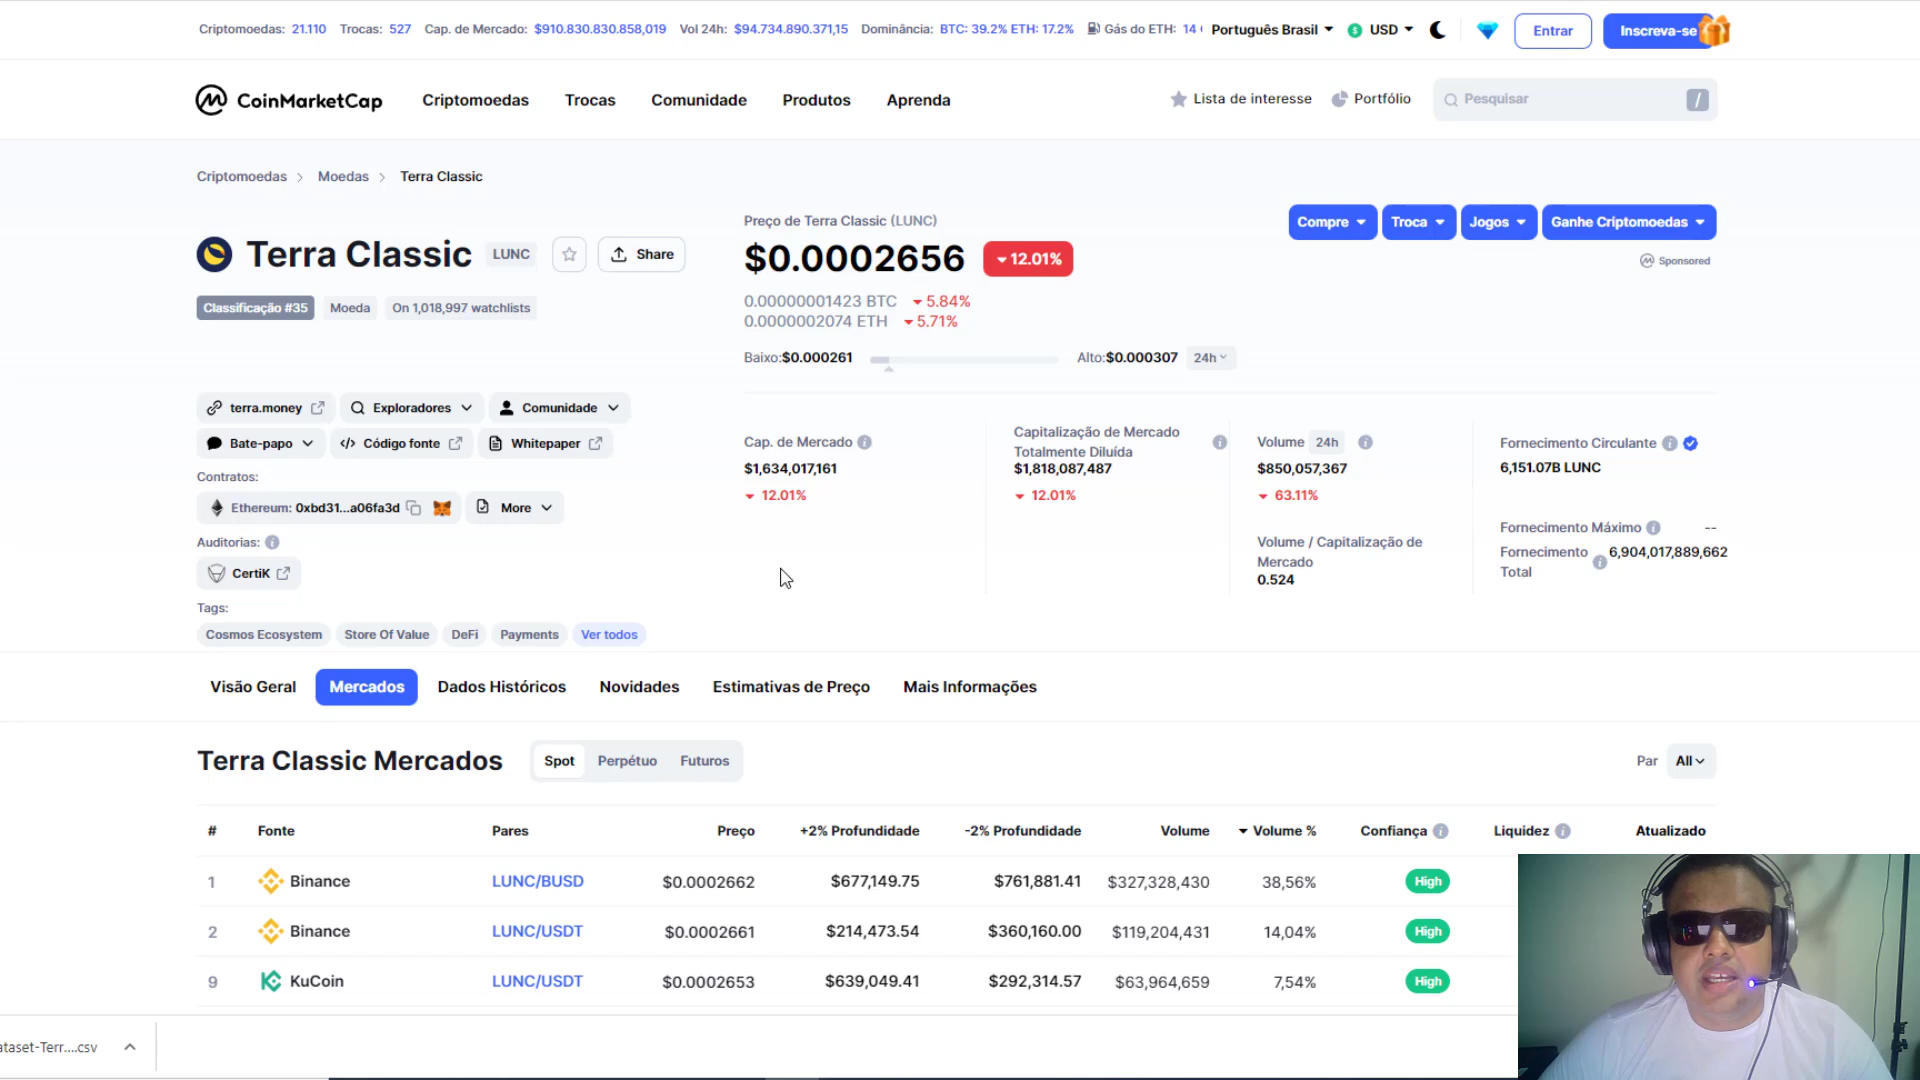 Criptomoedas: 21.110 Trocas: 527 Cap. de Mercado: $910.830.830.858,019 Vol 24h: $94.734.890.371,15 Dominância: BTC: 39.2% ETH: 17.2% Gás do ETH: 14 Português Brasil USD Entrar Inscreva-se
CoinMarketCap Criptomoedas Trocas Comunidade Produtos Aprenda Lista de interesse Portfólio Pesquisar /
Criptomoedas > Moedas > Terra Classic
Terra Classic LUNC Share
Classificação #35 Moeda On 1,018,997 watchlists
terra.money Exploradores Comunidade
Bate-papo Código fonte Whitepaper
Contratos:
Ethereum: 0xbd31...a06fa3d More
Auditorias:
CertiK
Tags:
Cosmos Ecosystem Store Of Value DeFi Payments Ver todos
Preço de Terra Classic (LUNC)
$0.0002656 12.01%
0.00000001423 BTC 5.84%
0.0000002074 ETH 5.71%
Baixo:$0.000261 Alto:$0.000307 24h
Compre Troca Jogos Ganhe Criptomoedas
Sponsored
Cap. de Mercado
$1,634,017,161
12.01%
Capitalização de Mercado
Totalmente Diluída
$1,818,087,487
12.01%
Volume 24h
$850,057,367
63.11%
Volume / Capitalização de
Mercado
0.524
Fornecimento Circulante
6,151.07B LUNC
Fornecimento Máximo --
Fornecimento 6,904,017,889,662
Total
Visão Geral Mercados Dados Históricos Novidades Estimativas de Preço Mais Informações
Terra Classic Mercados Spot Perpétuo Futuros Par All
# Fonte Pares Preço +2% Profundidade -2% Profundidade Volume Volume % Confiança Liquidez Atualizado
1 Binance LUNC/BUSD $0.0002662 $677,149.75 $761,881.41 $327,328,430 38,56% High
2 Binance LUNC/USDT $0.0002661 $214,473.54 $360,160.00 $119,204,431 14,04% High
9 KuCoin LUNC/USDT $0.0002653 $639,049.41 $292,314.57 $63,964,659 7,54% High
ataset-Terr....csv